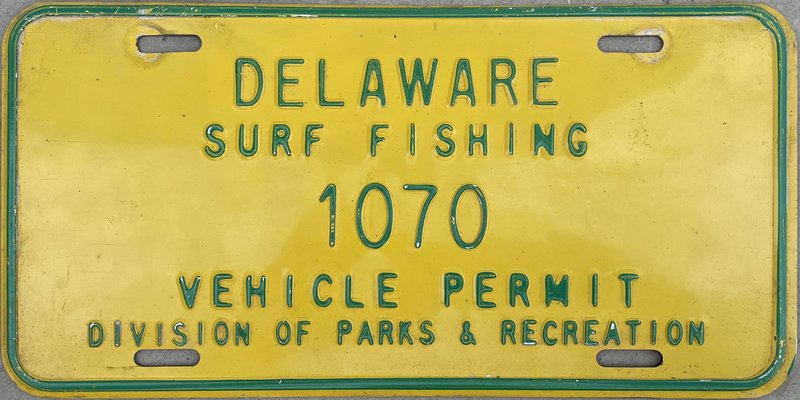 DELAWARE
SURF FISHING
1070
VEHICLE PERMIT
DIVISION OF PARKS & RECREATION